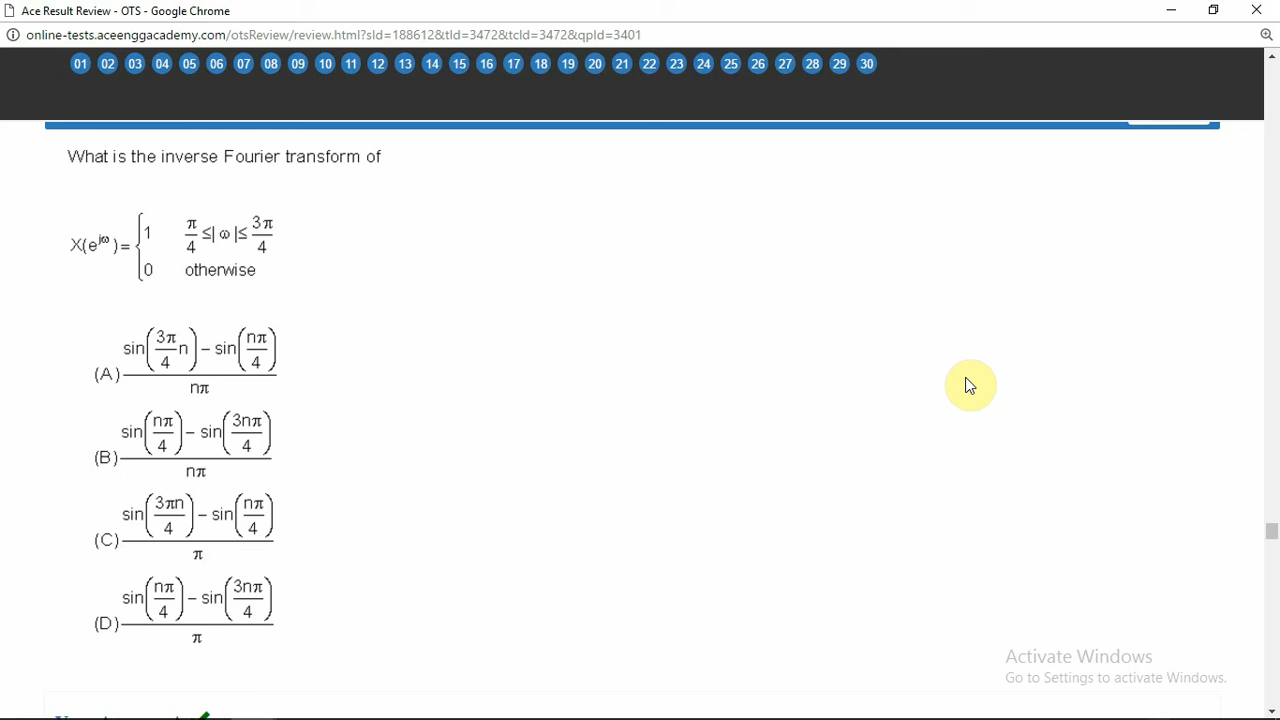 Ace Result Review - OTS - Google Chrome
online-tests.aceenggacademy.com/otsReview/review.html?sId=188612&tId=3472&tcId=3472&qpId=3401
01 02 03 04 05 06 07 08 09 10 11 12 13 14 15 16 17 18 19 20 21 22 23 24 25 26 27 28 29 30
What is the inverse Fourier transform of
X(e^{jω}) = { 1 π/4 ≤| ω |≤ 3π/4
0 otherwise
(A) (sin(3π/4 n) – sin(nπ/4))/nπ
(B) (sin(nπ/4) – sin(3nπ/4))/nπ
(C) (sin(3πn/4) – sin(nπ/4))/π
(D) (sin(nπ/4) – sin(3nπ/4))/π
Activate Windows
Go to Settings to activate Windows.